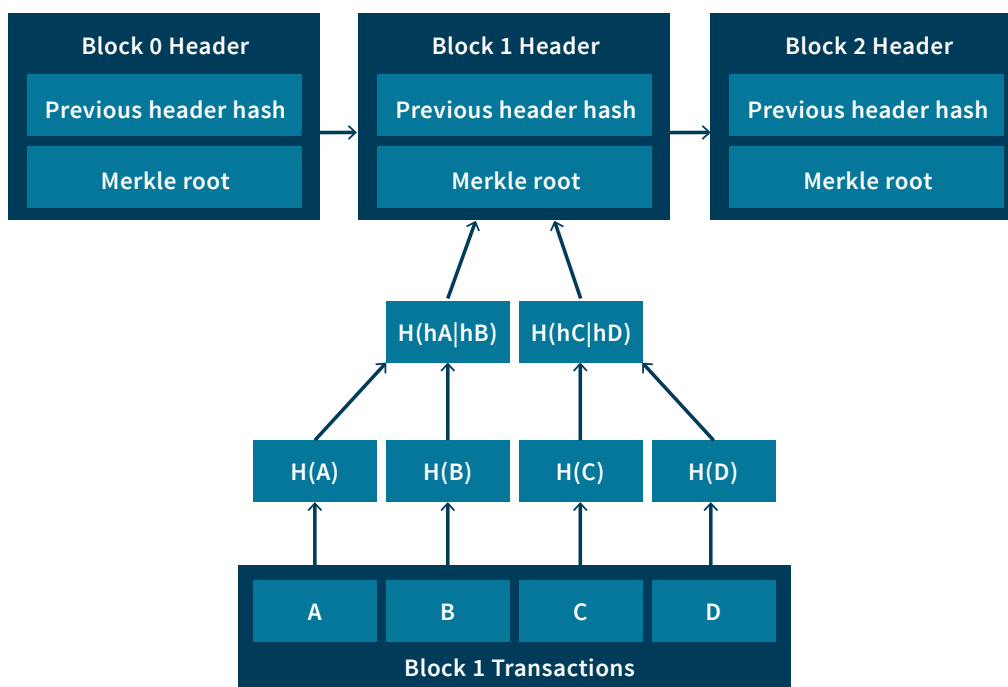 Block 0 Header
Previous header hash
Merkle root
Block 1 Header
Previous header hash
Merkle root
Block 2 Header
Previous header hash
Merkle root
H(hA|hB)
H(hC|hD)
H(A)
H(B)
H(C)
H(D)
A
B
C
D
Block 1 Transactions